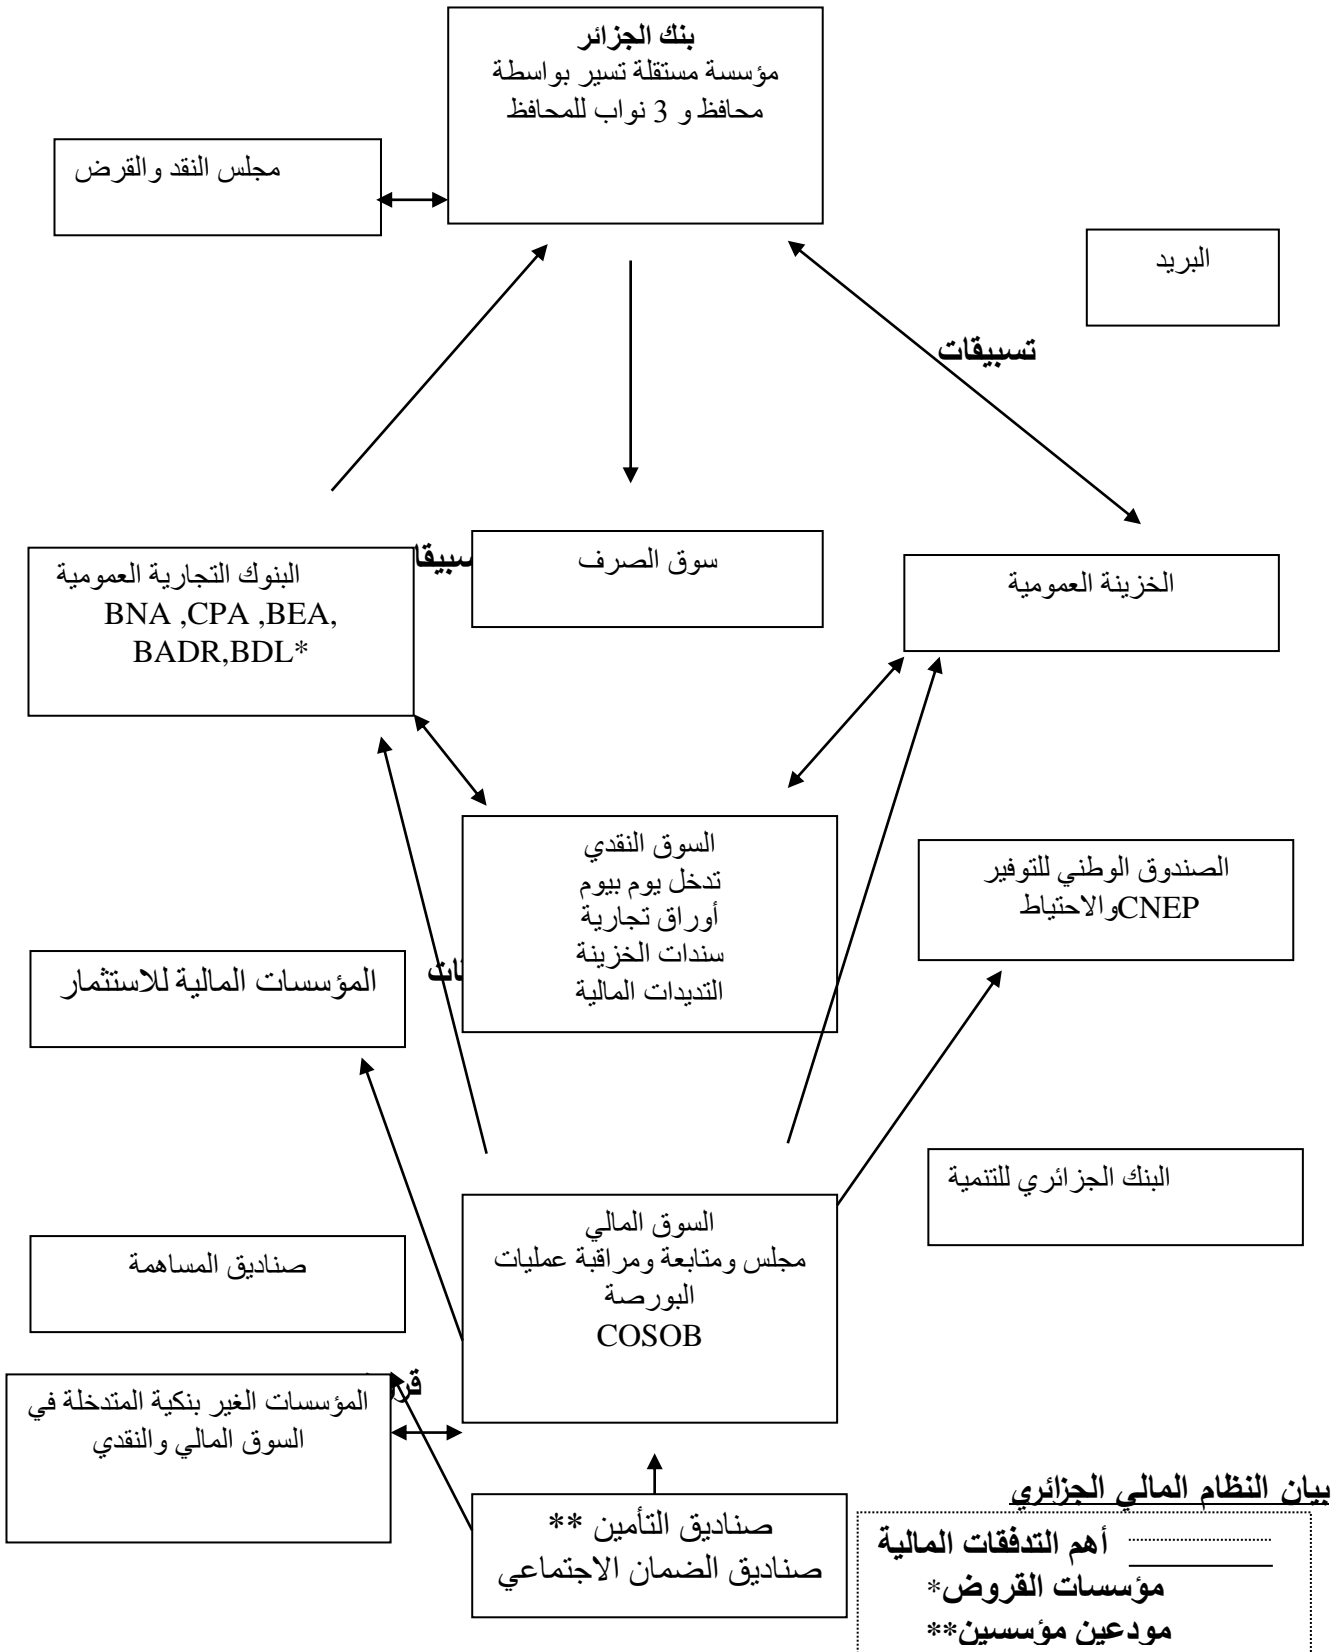 بنك الجزائر
مؤسسة مستقلة تسير بواسطة
محافظ و 3 نواب للمحافظ
مجلس النقد والقرض
البريد
تسبيقات
البنوك التجارية العمومية
BNA ,CPA ,BEA,
BADR,BDL*
سوق الصرف
الخزينة العمومية
السوق النقدي
تدخل يوم بيوم
أوراق تجارية
سندات الخزينة
التديدات المالية
الصندوق الوطني للتوفير
CNEPوالاحتياط
المؤسسات المالية للاستثمار
البنك الجزائري للتنمية
السوق المالي
مجلس ومتابعة ومراقبة عمليات
البورصة
COSOB
صناديق المساهمة
المؤسسات الغير بنكية المتدخلة في
السوق المالي والنقدي
صناديق التأمين **
صناديق الضمان الاجتماعي
بيان النظام المالي الجزائري
أهم التدفقات المالية
مؤسسات القروض*
مودعين مؤسسين**